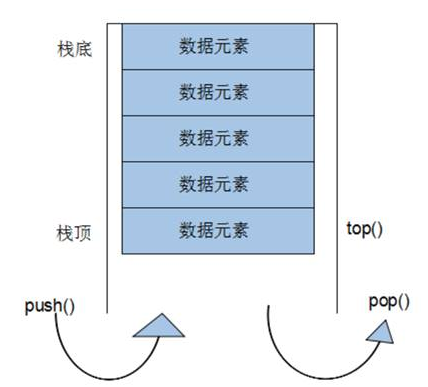 栈底
数据元素
数据元素
数据元素
数据元素
栈顶
数据元素
top()
push()
pop()